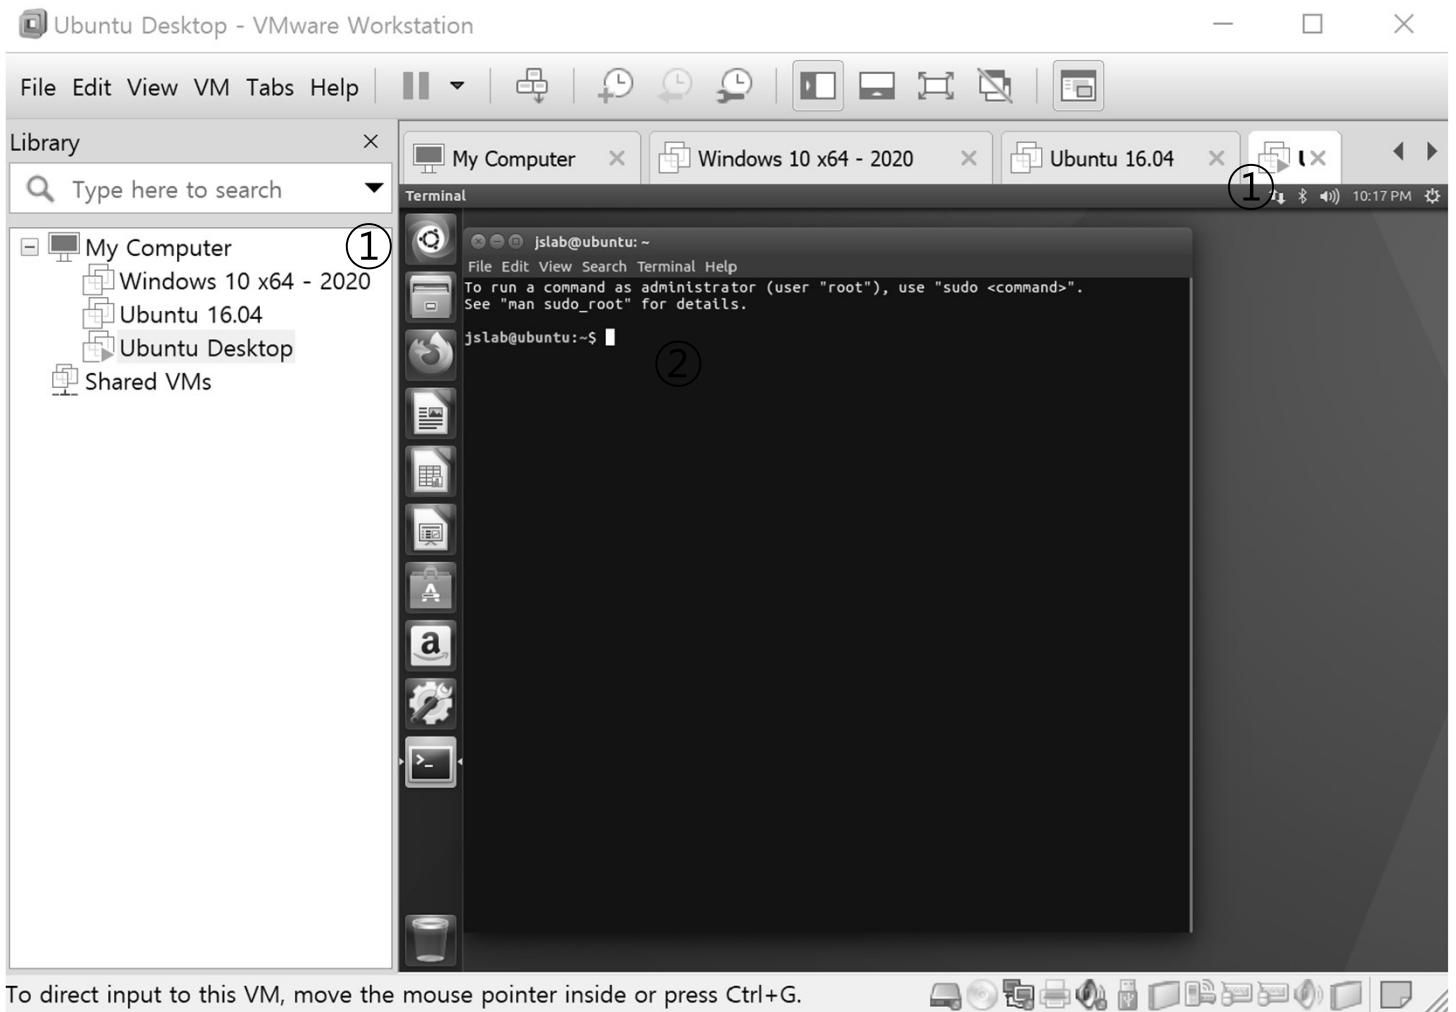 Ubuntu Desktop - VMware Workstation
File Edit View VM Tabs Help
Library
Type here to search
My Computer
①
Windows 10 x64 - 2020
Ubuntu 16.04
Ubuntu Desktop
Shared VMs
My Computer
Windows 10 x64 - 2020
Ubuntu 16.04
①
Terminal
10:17 PM
jslab@ubuntu: ~
File Edit View Search Terminal Help
To run a command as administrator (user "root"), use "sudo <command>".
See "man sudo_root" for details.
jslab@ubuntu:~$
②
a
>_
To direct input to this VM, move the mouse pointer inside or press Ctrl+G.